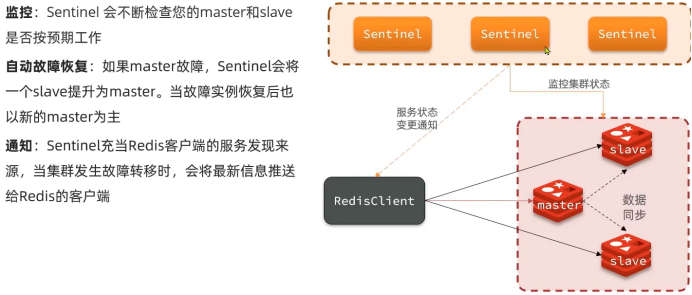 监控：Sentinel 会不断检查您的master和slave
是否按预期工作
自动故障恢复：如果master故障，Sentinel会将
一个slave提升为master。当故障实例恢复后也
以新的master为主
通知：Sentinel充当Redis客户端的服务发现来
源，当集群发生故障转移时，会将最新信息推送
给Redis的客户端
Sentinel
Sentinel
Sentinel
监控集群状态
服务状态
变更通知
slave
RedisClient
master
数据
同步
slave